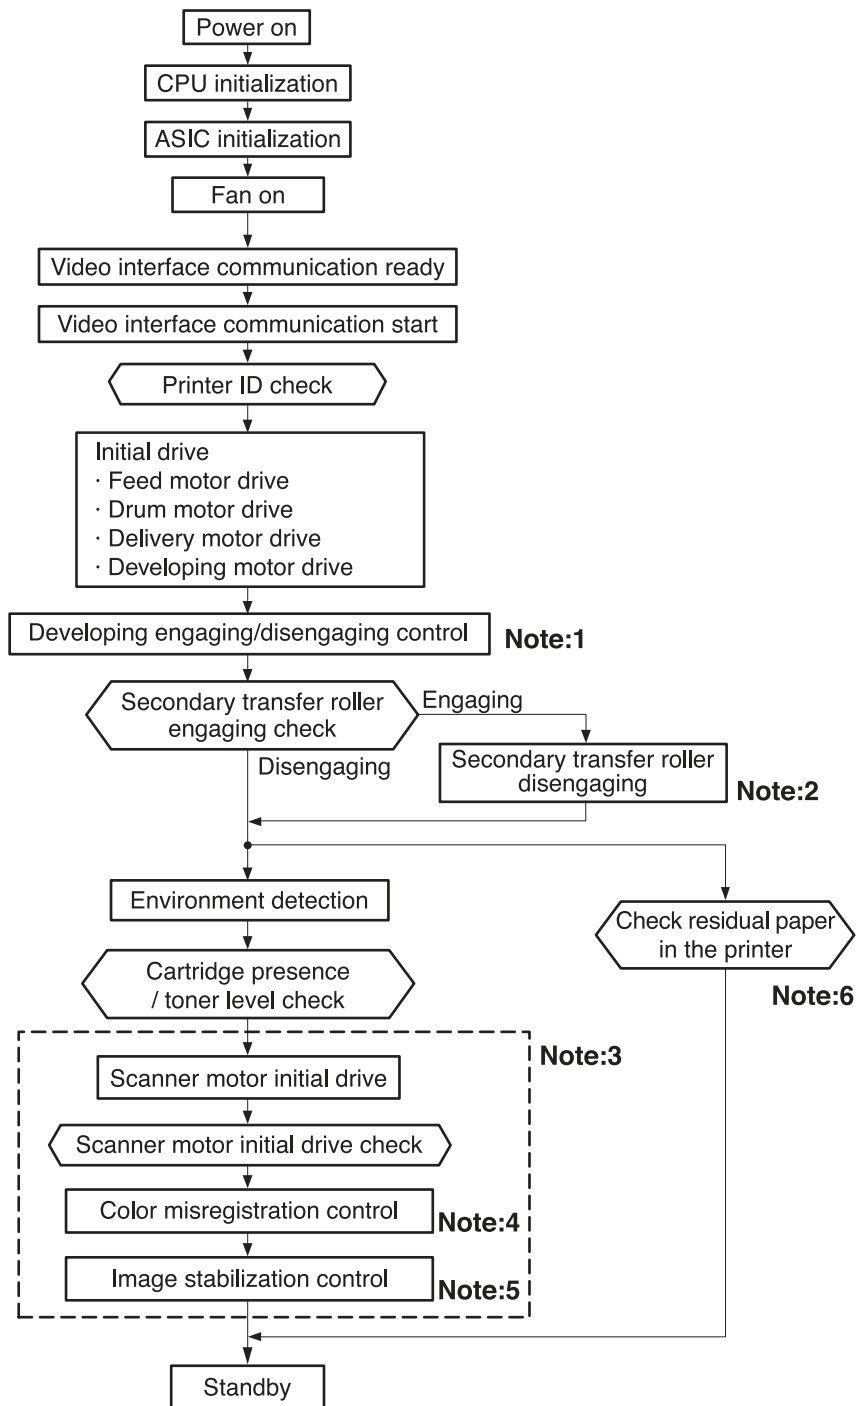 Power on
CPU initialization
ASIC initialization
Fan on
Video interface communication ready
Video interface communication start
Printer ID check
Initial drive
· Feed motor drive
· Drum motor drive
· Delivery motor drive
· Developing motor drive
Developing engaging/disengaging control
Note:1
Secondary transfer roller
engaging check
Engaging
Disengaging
Secondary transfer roller
disengaging
Note:2
Environment detection
Check residual paper
in the printer
Note:6
Cartridge presence
/ toner level check
Note:3
Scanner motor initial drive
Scanner motor initial drive check
Color misregistration control
Note:4
Image stabilization control
Note:5
Standby